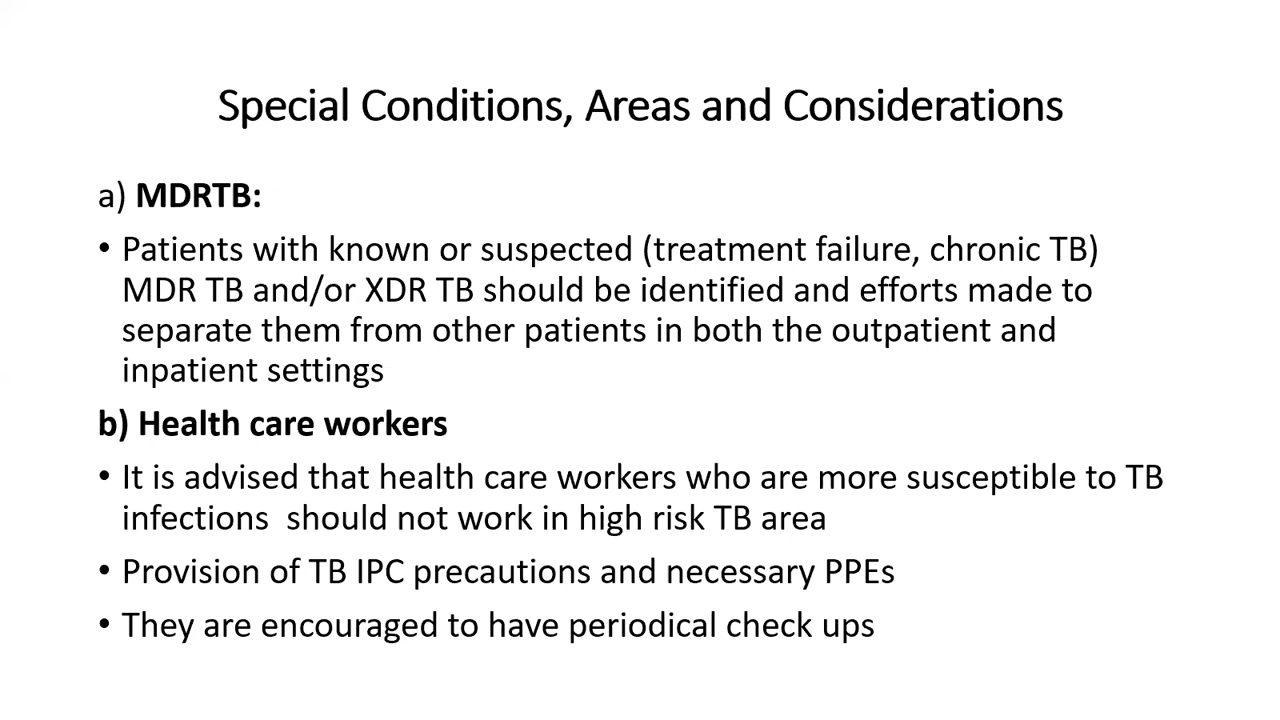 Special Conditions, Areas and Considerations
a) MDRTB:
• Patients with known or suspected (treatment failure, chronic TB)
MDR TB and/or XDR TB should be identified and efforts made to
separate them from other patients in both the outpatient and
inpatient settings
b) Health care workers
• It is advised that health care workers who are more susceptible to TB
infections  should not work in high risk TB area
• Provision of TB IPC precautions and necessary PPEs
• They are encouraged to have periodical check ups